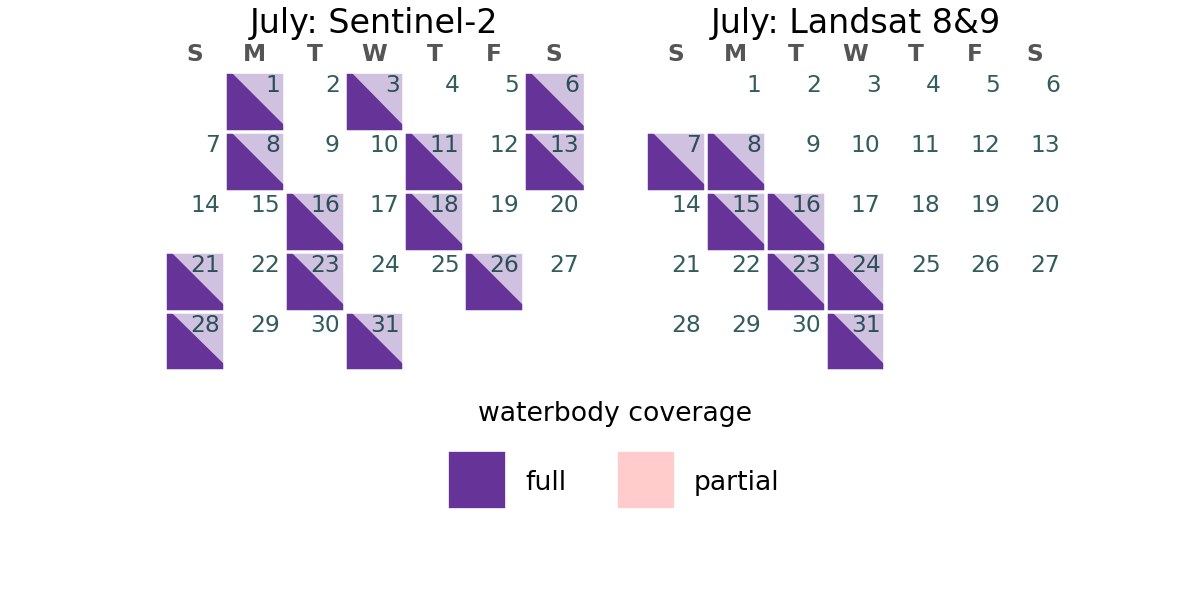 July: Sentinel-2
S M T W T F S
1 2 3 4 5 6
7 8 9 10 11 12 13
14 15 16 17 18 19 20
21 22 23 24 25 26 27
28 29 30 31
July: Landsat 8&9
S M T W T F S
1 2 3 4 5 6
7 8 9 10 11 12 13
14 15 16 17 18 19 20
21 22 23 24 25 26 27
28 29 30 31
waterbody coverage
full partial